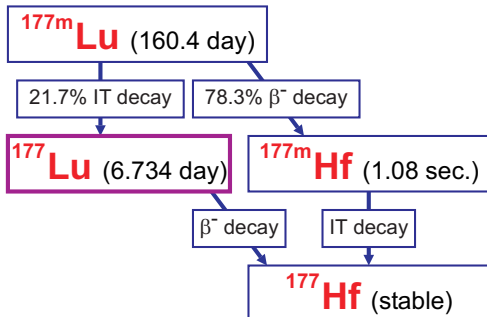 177mLu (160.4 day)
21.7% IT decay
78.3% β- decay
177Lu (6.734 day)
177mHf (1.08 sec.)
β- decay
IT decay
177Hf (stable)